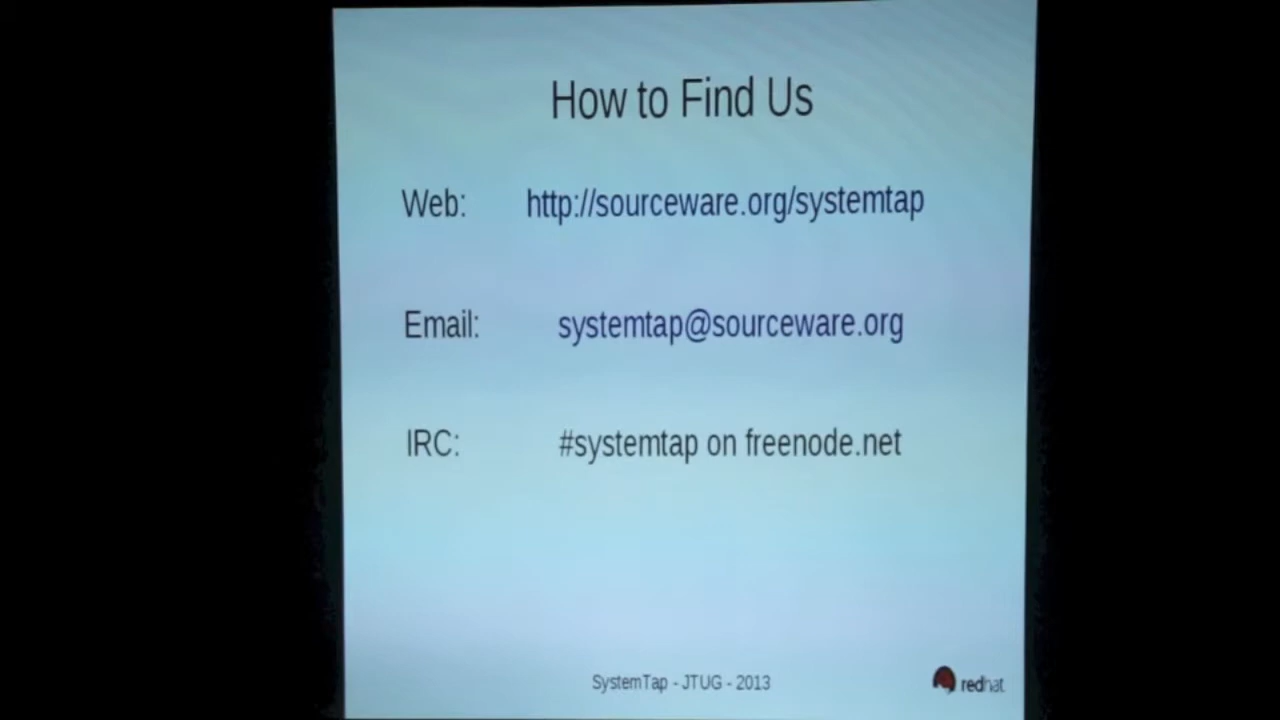 How to Find Us
Web: http://sourceware.org/systemtap
Email: systemtap@sourceware.org
IRC: #systemtap on freenode.net
SystemTap - JTUG - 2013
redhat